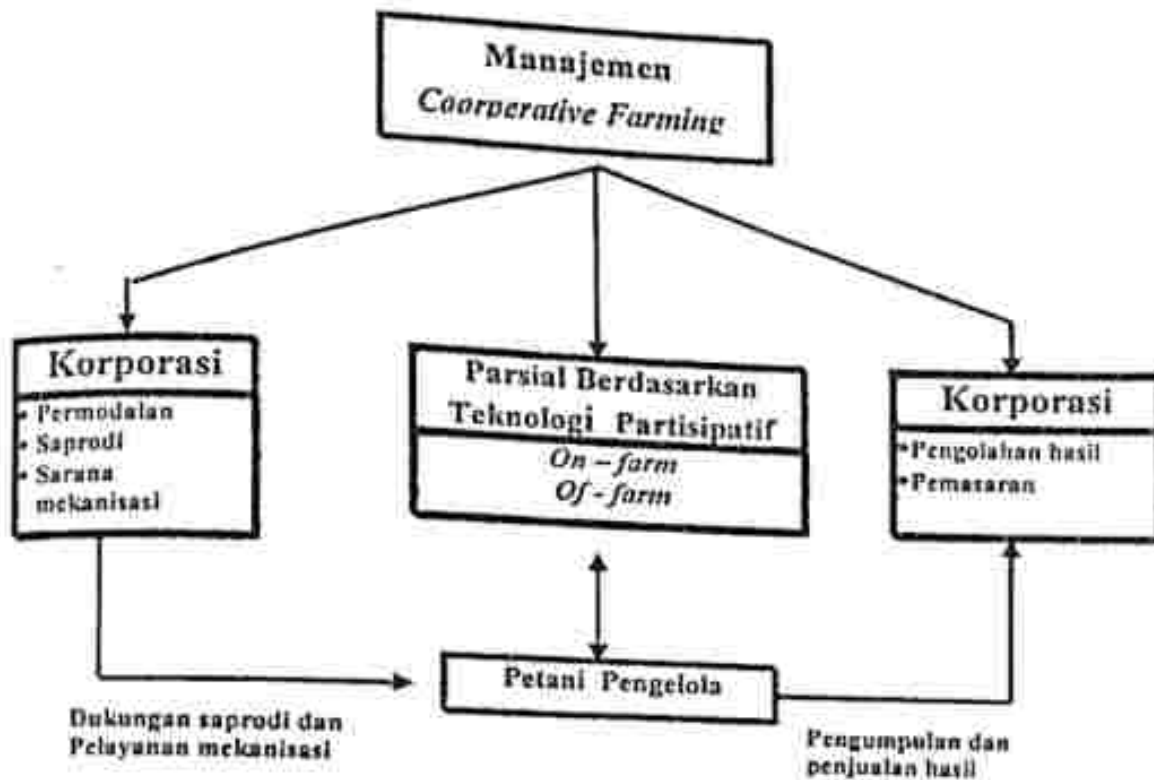 Manajemen
Coorperative Farming
Korporasi
• Permodalan
• Saprodi
• Sarana
mekanisasi
Parsial Berdasarkan
Teknologi Partisipatif
On – farm
Of - farm
Korporasi
•Pengolahan hasil
•Pemasaran
Petani Pengelola
Dukungan saprodi dan
Pelayanan mekanisasi
Pengumpulan dan
penjualan hasil